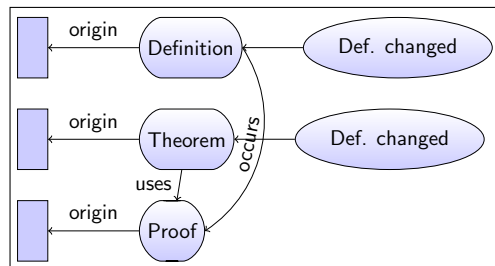 origin Definition Def. changed
occurs
origin Theorem Def. changed
uses
origin Proof